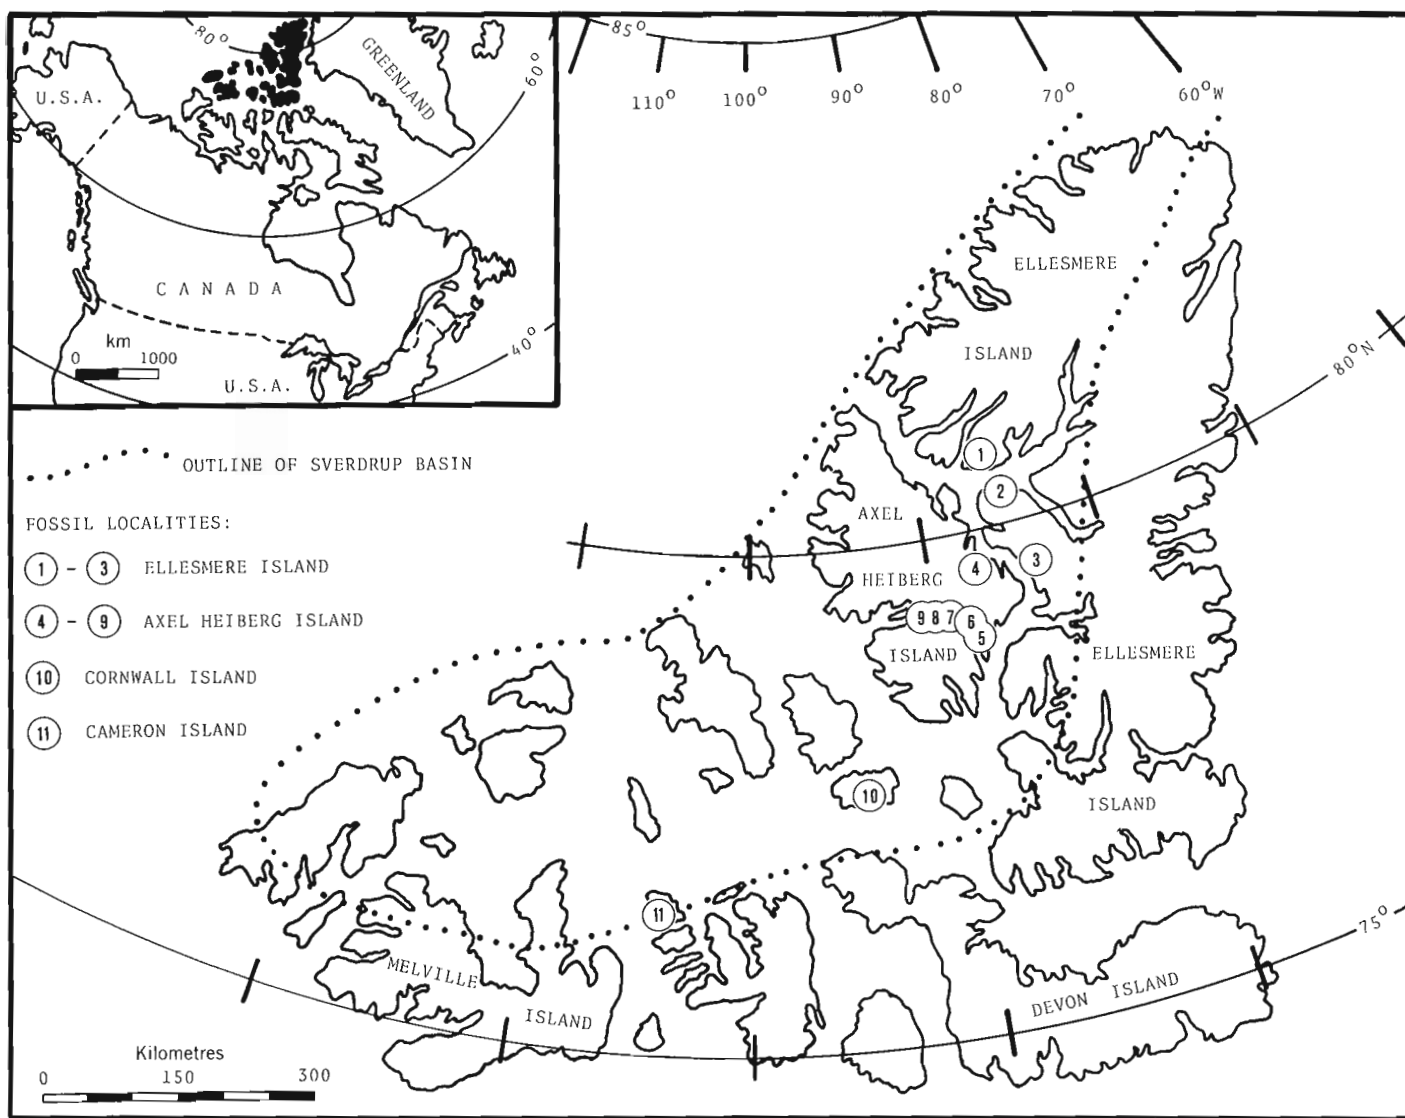 80°
GREENLAND
60°
U.S.A.
CANADA
km
0 1000
U.S.A.
40°
85°
110° 100° 90° 80° 70° 60°W
ELLESMERE
ISLAND
80°N
1
2
AXEL
3
4
HEIBERG
9 8 7 6
5
ISLAND
ELLESMERE
ISLAND
10
11
MELVILLE
ISLAND
DEVON ISLAND
75°
OUTLINE OF SVERDRUP BASIN
FOSSIL LOCALITIES:
1 - 3 ELLESMERE ISLAND
4 - 9 AXEL HEIBERG ISLAND
10 CORNWALL ISLAND
11 CAMERON ISLAND
Kilometres
0 150 300